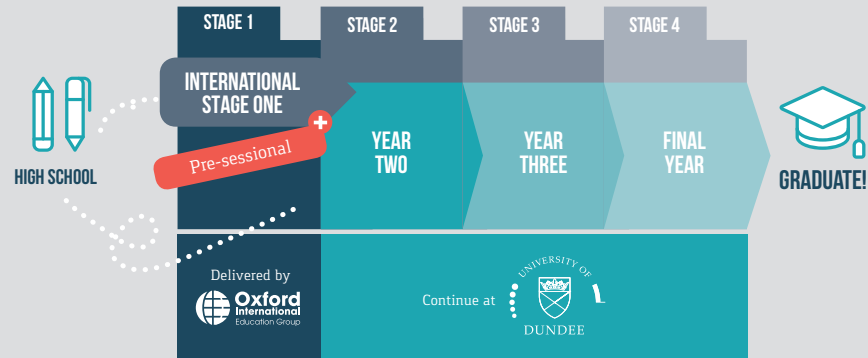 STAGE 1
STAGE 2
STAGE 3
STAGE 4
INTERNATIONAL
STAGE ONE
+
Pre-sessional
HIGH SCHOOL
YEAR
TWO
YEAR
THREE
FINAL
YEAR
GRADUATE!
Delivered by
Oxford
International
Education Group
Continue at
UNIVERSITY OF
DUNDEE